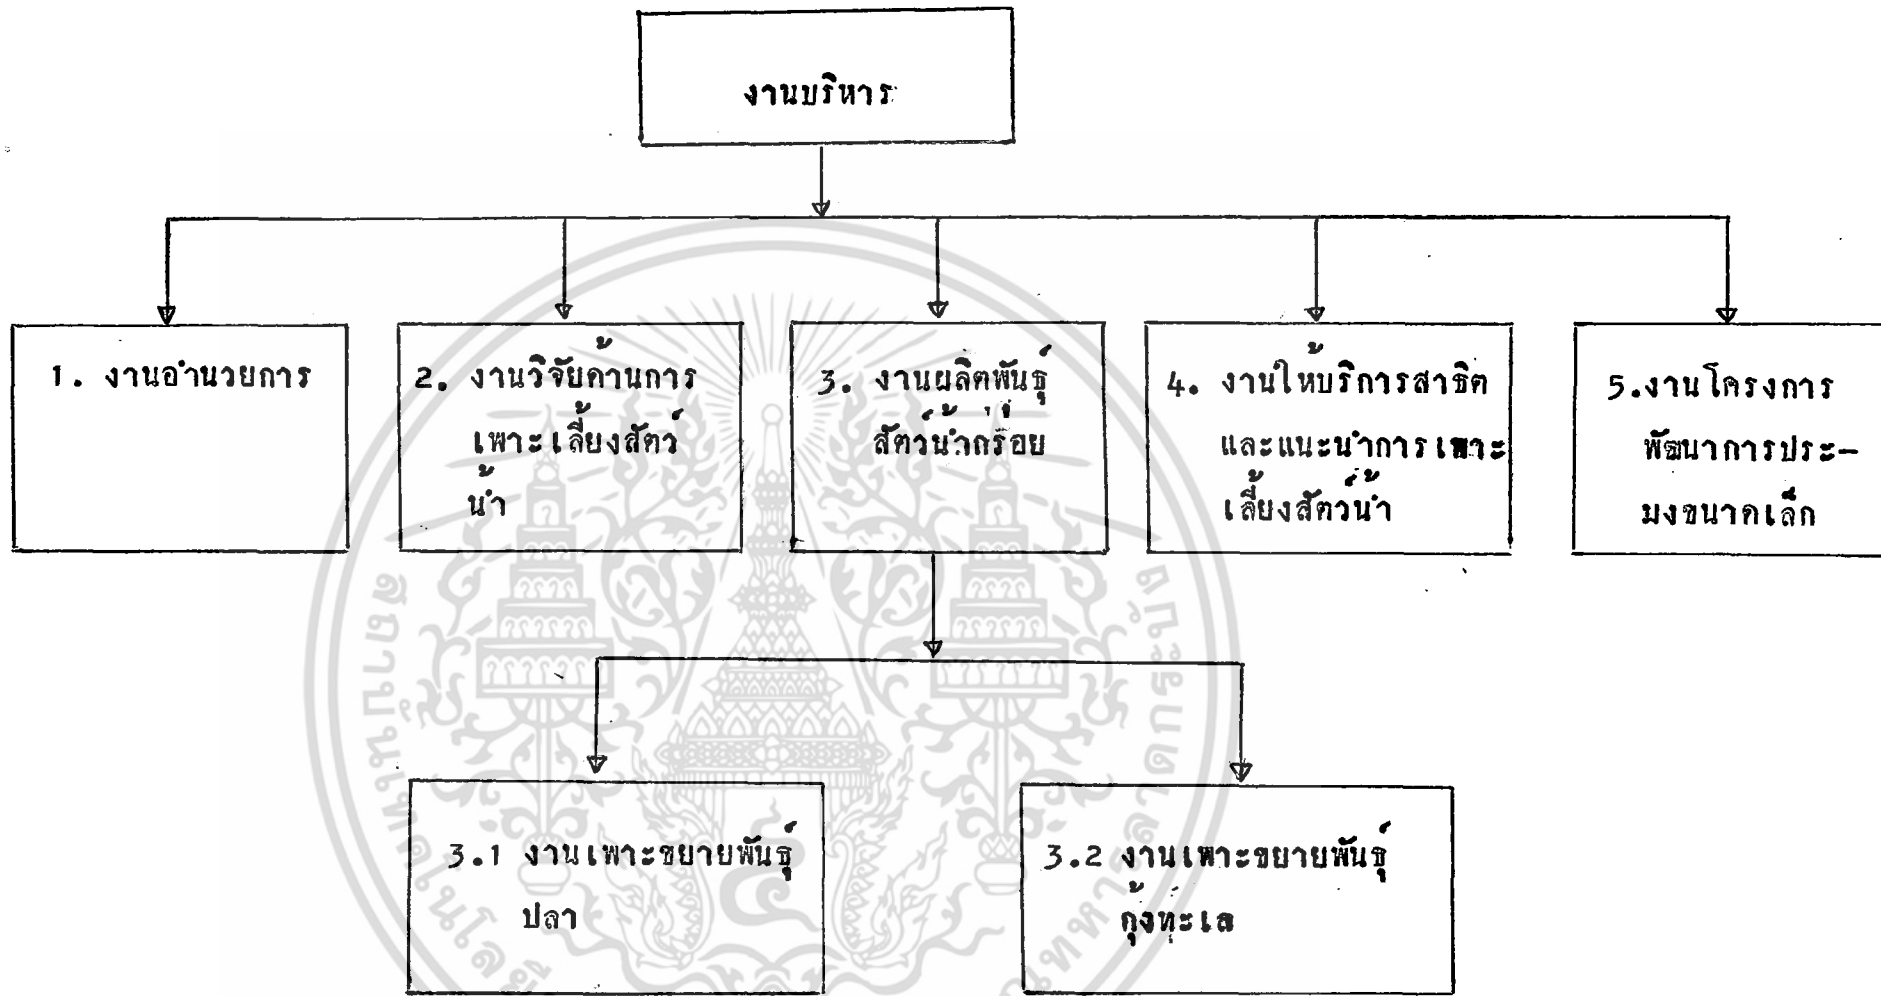 งานบริหาร
1. งานอำนวยการ
2. งานวิจัยด้านการ
เพาะเลี้ยงสัตว์
น้ำ
3. งานผลิตพันธุ์
สัตว์น้ำกร่อย
4. งานให้บริการสาธิต
และแนะนำการเพาะ
เลี้ยงสัตว์น้ำ
5.งานโครงการ
พัฒนาการประ-
มงขนาดเล็ก
3.1 งานเพาะขยายพันธุ์
ปลา
3.2 งานเพาะขยายพันธุ์
กุ้งทะเล